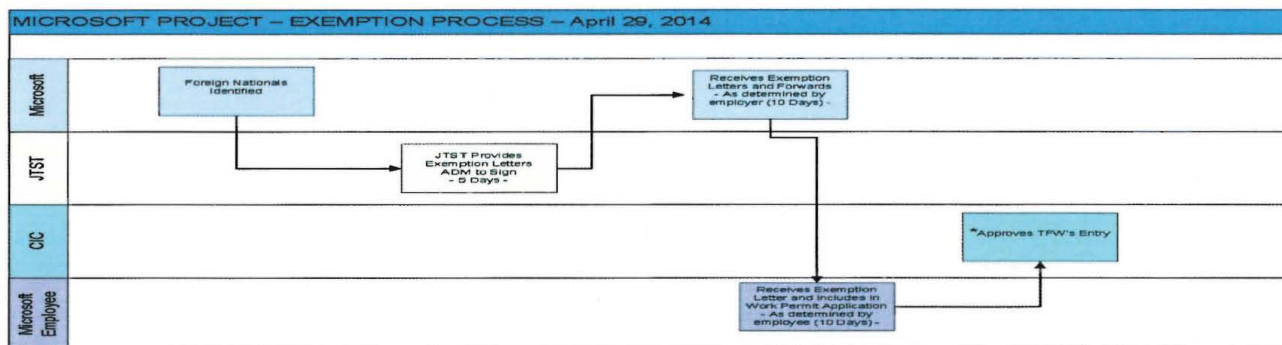 MICROSOFT PROJECT – EXEMPTION PROCESS – April 29, 2014
Microsoft
Foreign Nationals
Identified
Receives Exemption
Letters and Forwards
- As determined by
employer (10 Days) -
JTST
JTST Provides
Exemption Letters
ADM to Sign
- 5 Days -
CIC
*Approves TFW's Entry
Microsoft
Employee
Receives Exemption
Letter and includes in
Work Permit Application
- As determined by
employee (10 Days) -